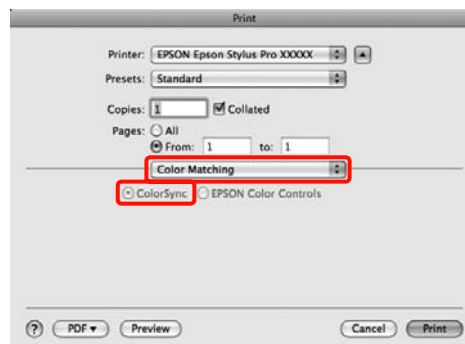 Print
Printer: EPSON Epson Stylus Pro XXXXX
Presets: Standard
Copies: 1 Collated
Pages: All
From: 1 to: 1
Color Matching
ColorSync EPSON Color Controls
? PDF Preview Cancel Print